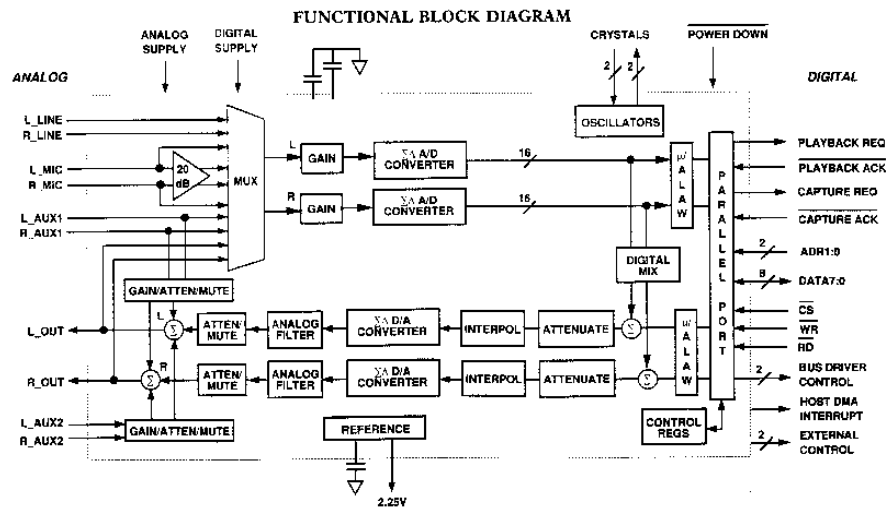 FUNCTIONAL BLOCK DIAGRAM
ANALOG SUPPLY
DIGITAL SUPPLY
CRYSTALS
POWER DOWN
ANALOG
DIGITAL
2
2
L_LINE
R_LINE
OSCILLATORS
L_MIC
R_MIC
20 dB
MUX
L
GAIN
ΣΔ A/D CONVERTER
16
μ/ A LAW
PARALLEL PORT
PLAYBACK REQ
PLAYBACK ACK
CAPTURE REQ
R
GAIN
ΣΔ A/D CONVERTER
16
L_AUX1
R_AUX1
CAPTURE ACK
2
ADR1:0
DIGITAL MIX
8
DATA7:0
GAIN/ATTEN/MUTE
L
CS
WR
RD
L_OUT
Σ
ATTEN/ MUTE
ANALOG FILTER
ΣΔ D/A CONVERTER
INTERPOL
ATTENUATE
Σ
μ/ A LAW
R
R_OUT
Σ
ATTEN/ MUTE
ANALOG FILTER
ΣΔ D/A CONVERTER
INTERPOL
ATTENUATE
Σ
2
BUS DRIVER CONTROL
L_AUX2
R_AUX2
GAIN/ATTEN/MUTE
REFERENCE
CONTROL REGS
HOST DMA INTERRUPT
2
EXTERNAL CONTROL
2.25V